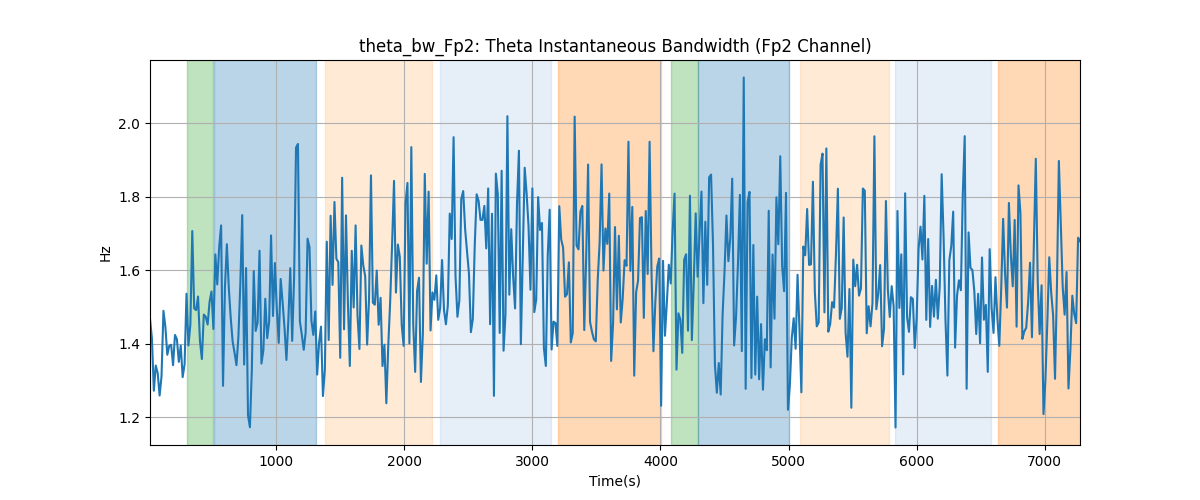 theta_bw_Fp2: Theta Instantaneous Bandwidth (Fp2 Channel)
Hz
2.0
1.8
1.6
1.4
1.2
1000 2000 3000 4000 5000 6000 7000
Time(s)